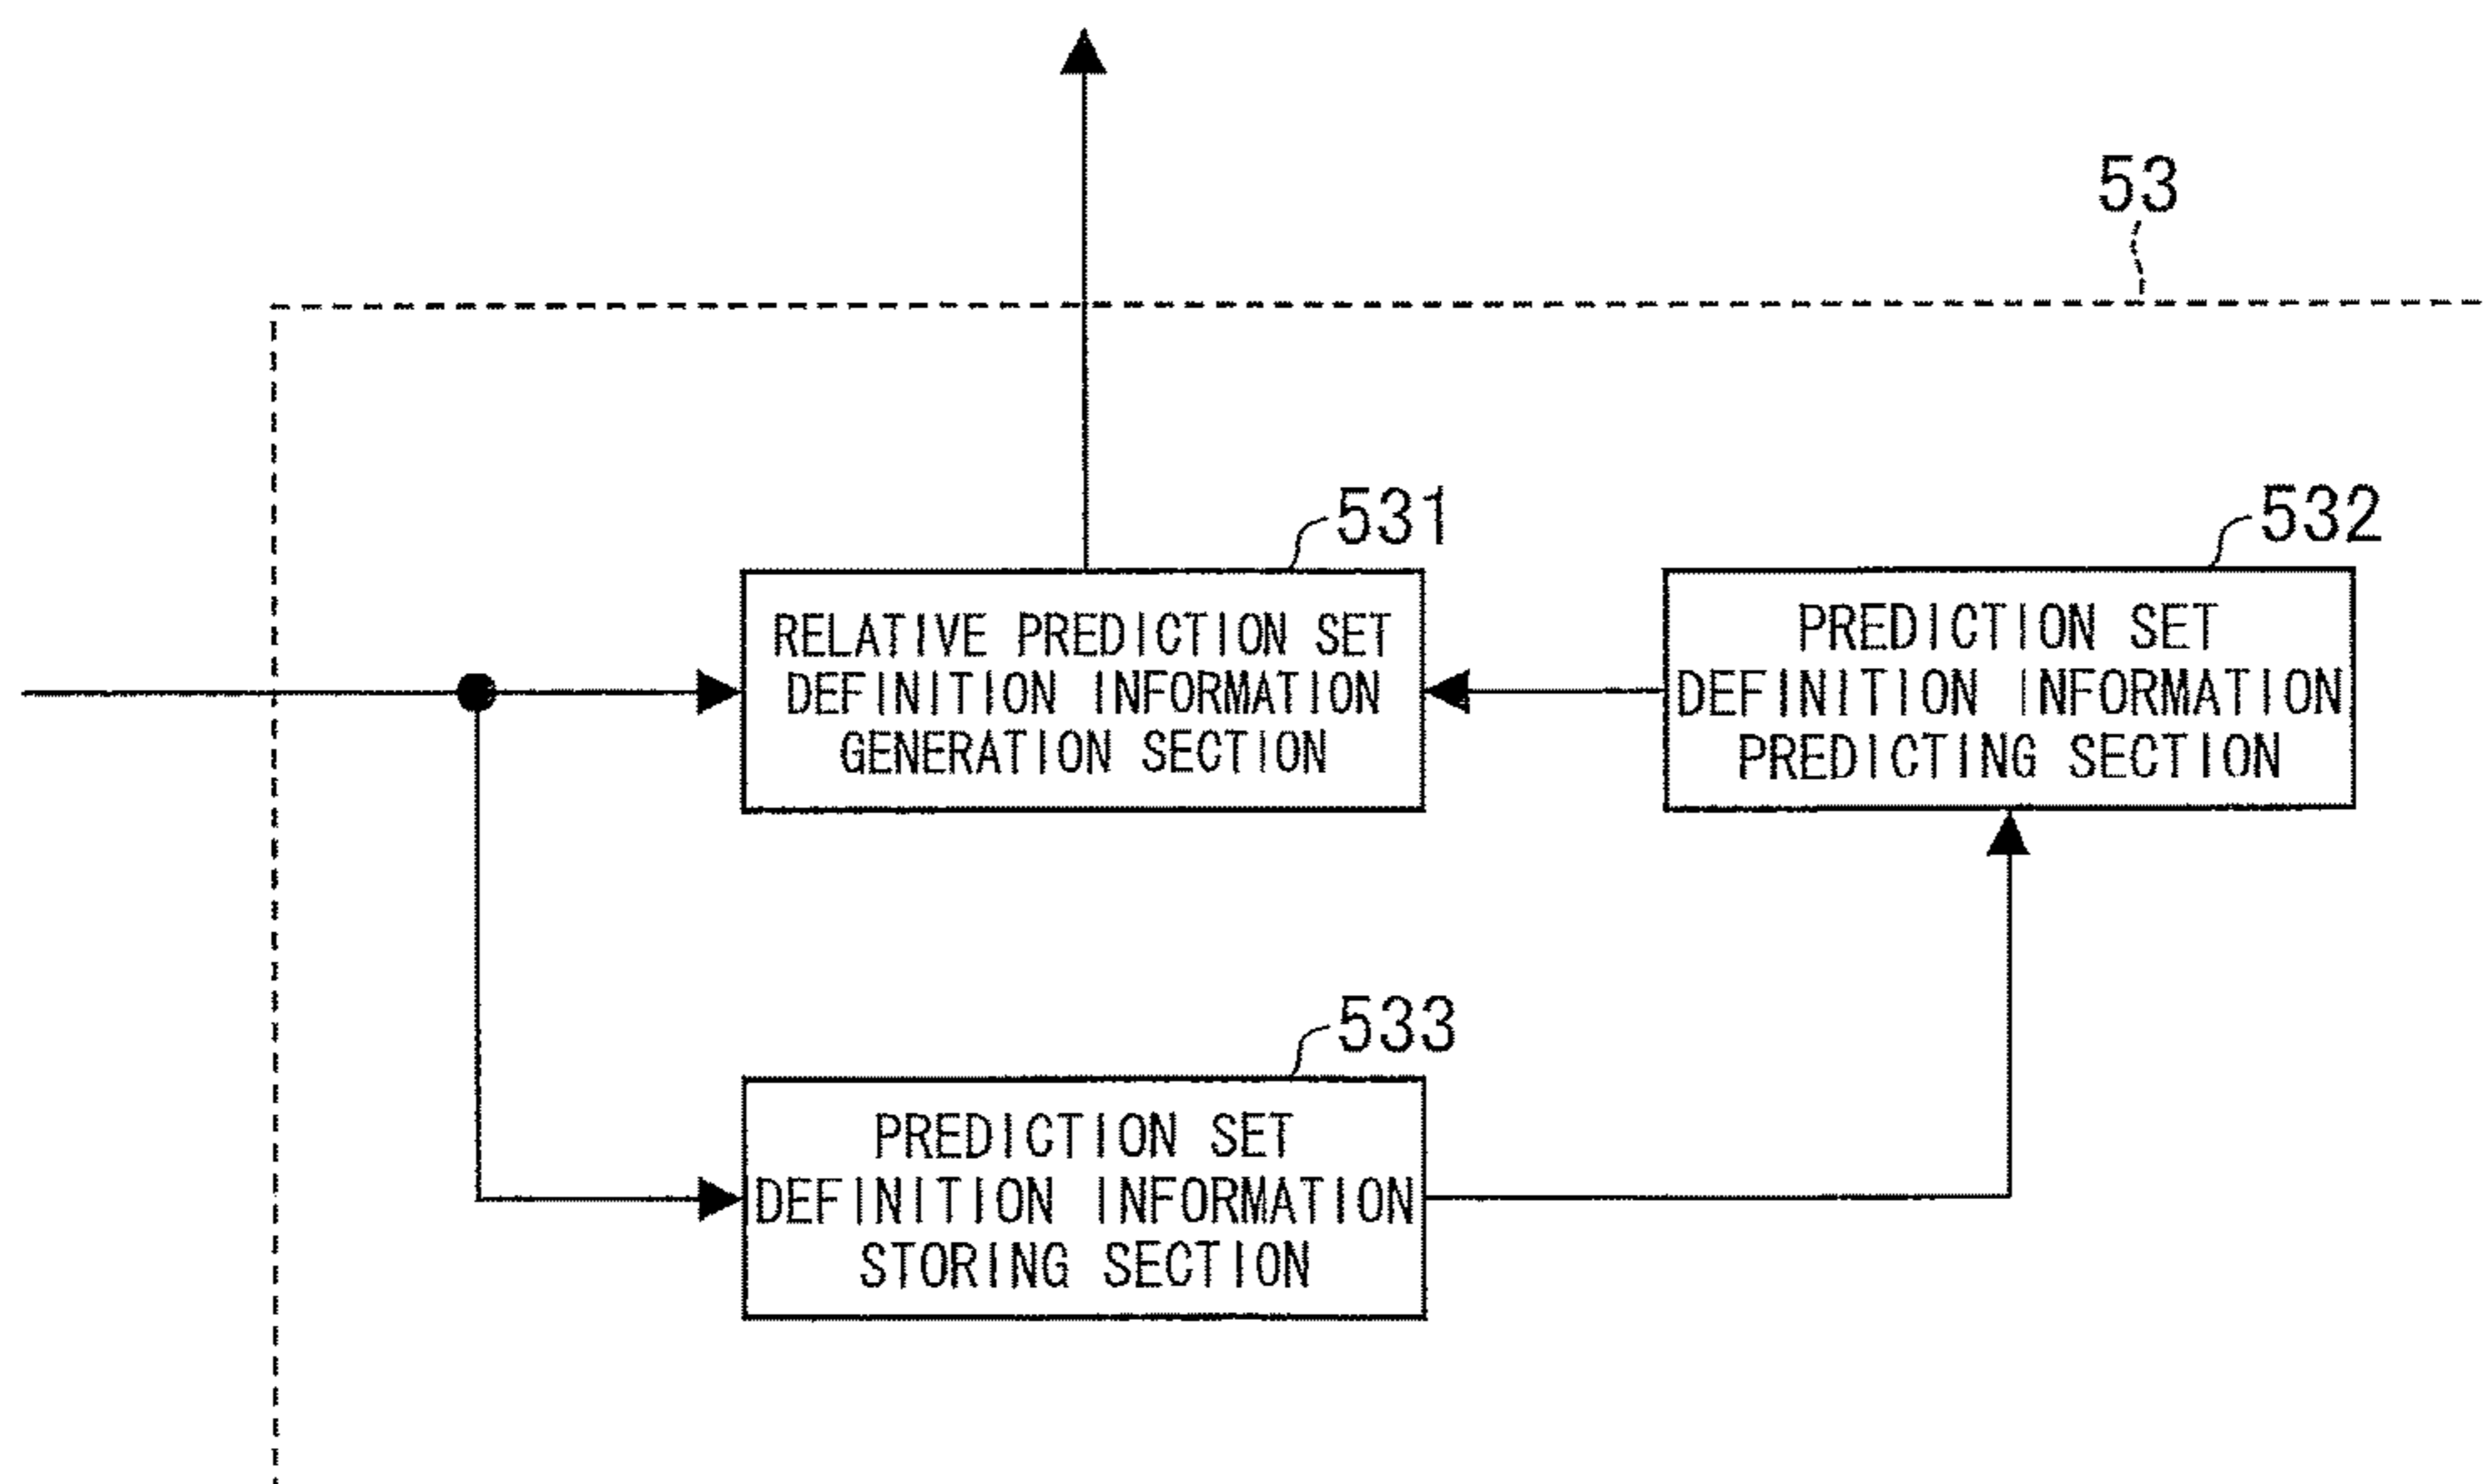 53
531
RELATIVE PREDICTION SET
DEFINITION INFORMATION
GENERATION SECTION
532
PREDICTION SET
DEFINITION INFORMATION
PREDICTING SECTION
533
PREDICTION SET
DEFINITION INFORMATION
STORING SECTION